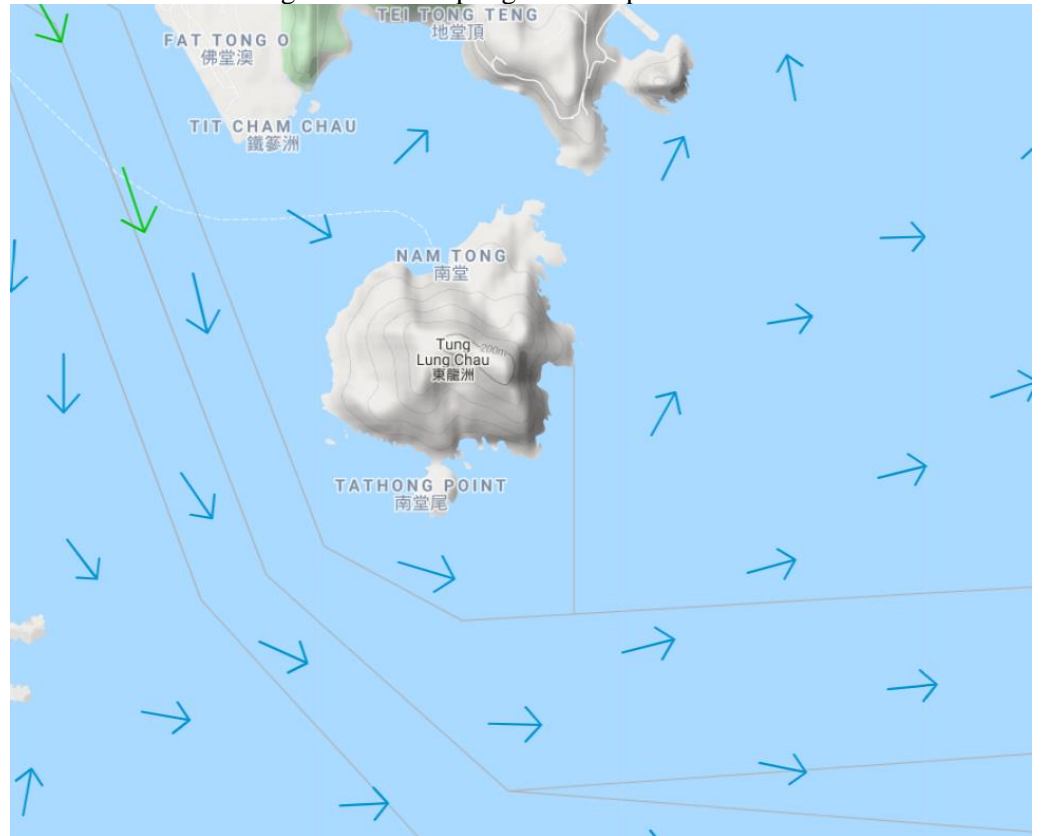 TEI TONG TENG
地堂頂
FAT TONG O
佛堂澳
TIT CHAM CHAU
鐵篸洲
NAM TONG
南堂
Tung
Lung Chau
東龍洲
200m
TATHONG POINT
南堂尾